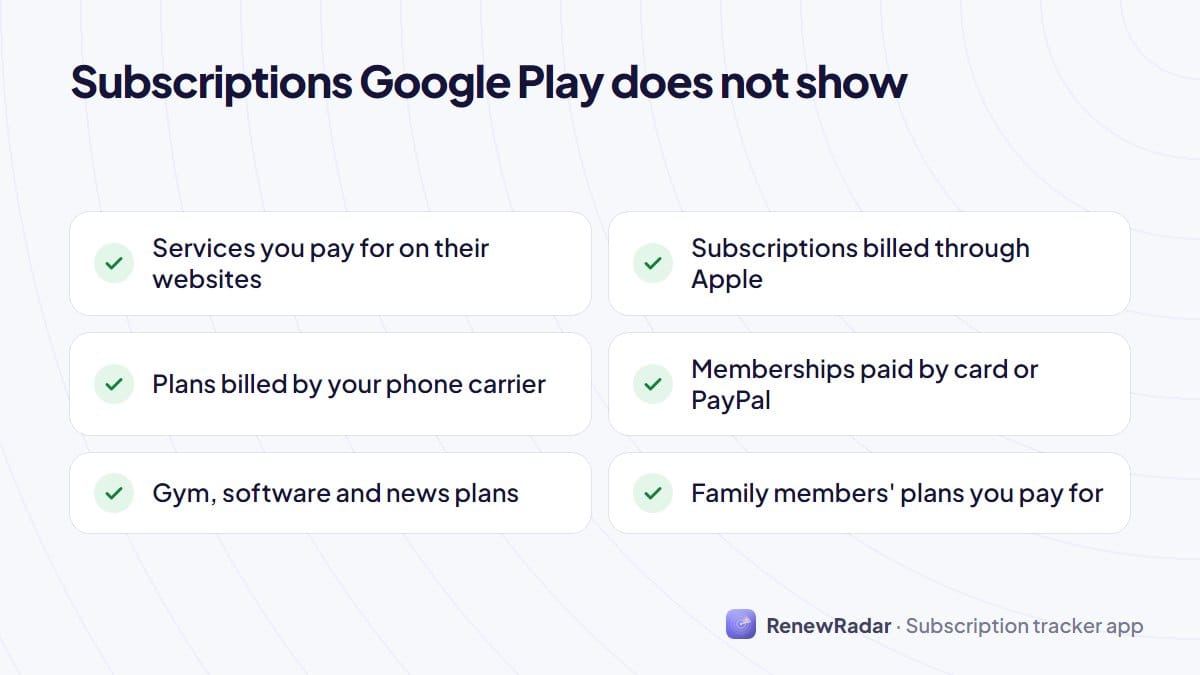 Subscriptions Google Play does not show
Services you pay for on their
websites
Subscriptions billed through
Apple
Plans billed by your phone carrier
Memberships paid by card or
PayPal
Gym, software and news plans
Family members' plans you pay for
RenewRadar · Subscription tracker app